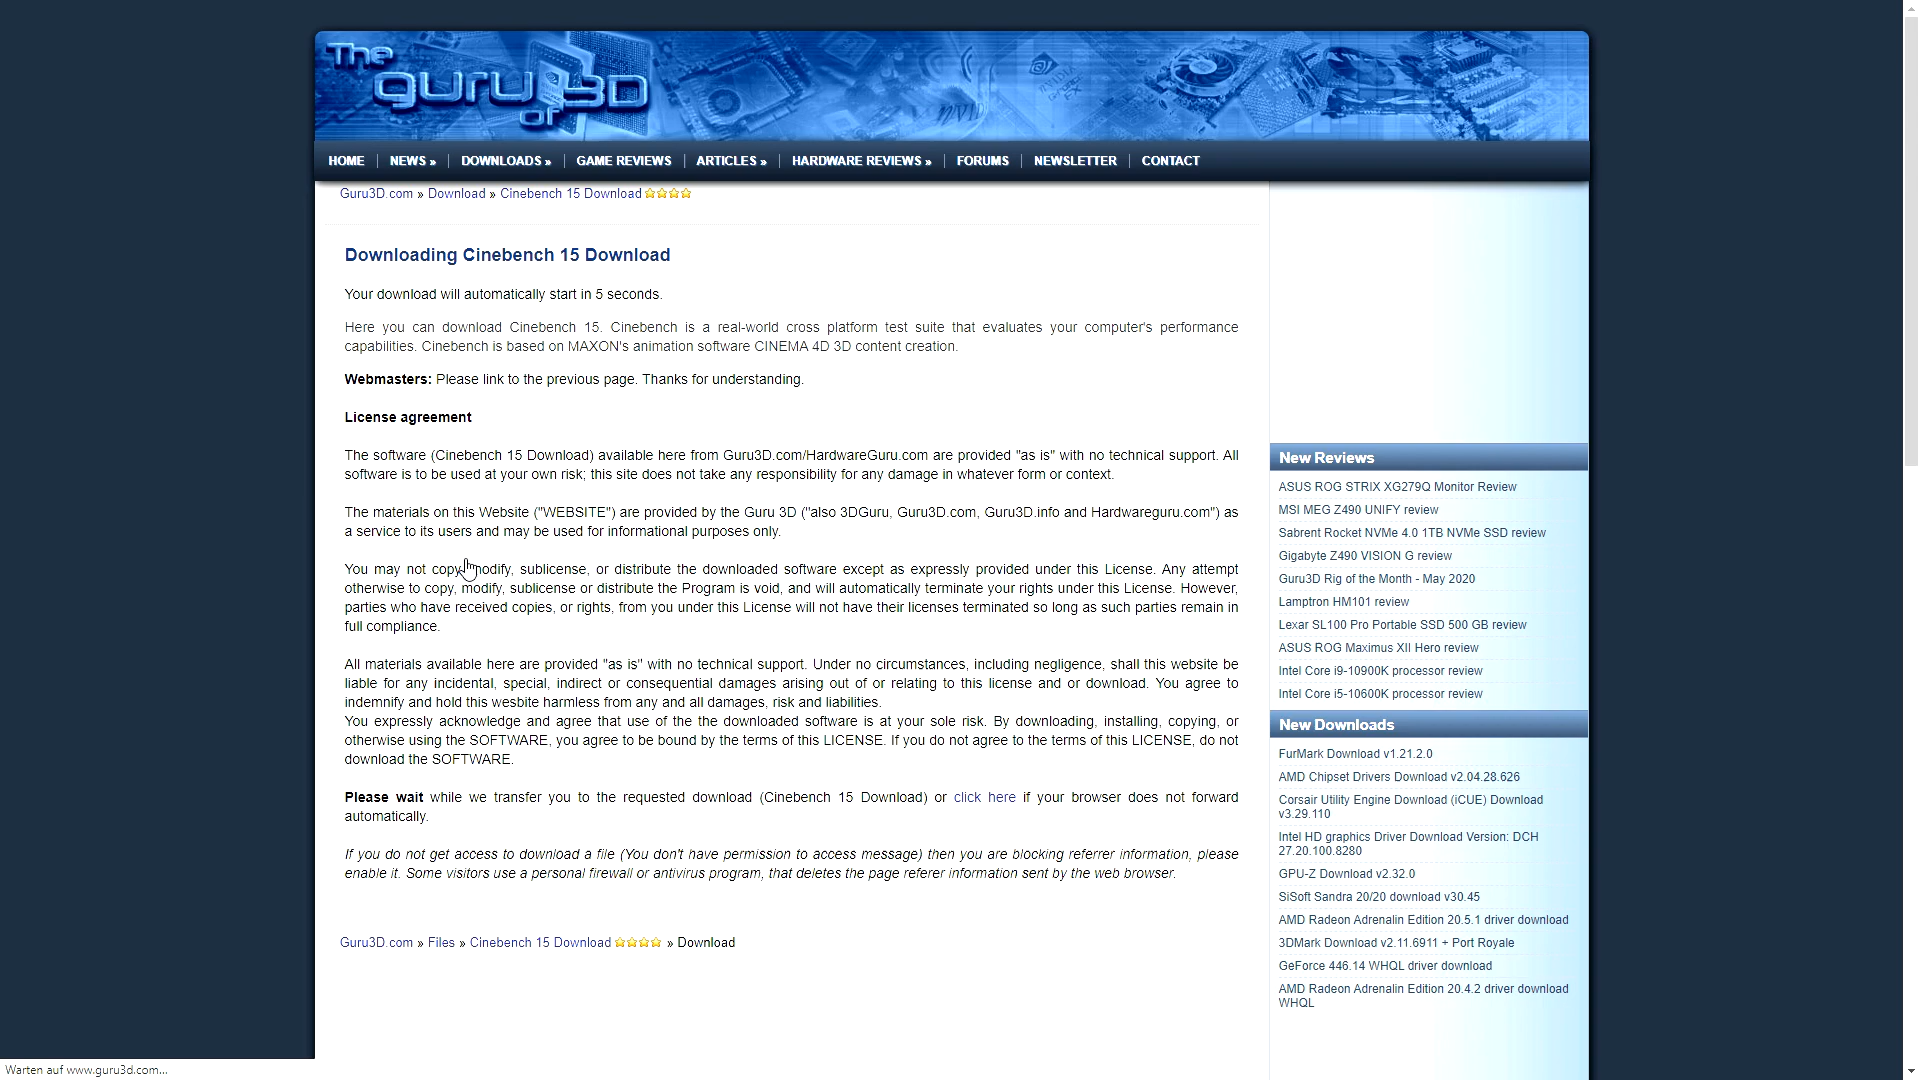 The
guru
of 3D
HOME NEWS » DOWNLOADS » GAME REVIEWS ARTICLES » HARDWARE REVIEWS » FORUMS NEWSLETTER CONTACT
Guru3D.com » Download » Cinebench 15 Download
Downloading Cinebench 15 Download
Your download will automatically start in 5 seconds.
Here you can download Cinebench 15. Cinebench is a real-world cross platform test suite that evaluates your computer's performance
capabilities. Cinebench is based on MAXON's animation software CINEMA 4D 3D content creation.
Webmasters: Please link to the previous page. Thanks for understanding.
License agreement
The software (Cinebench 15 Download) available here from Guru3D.com/HardwareGuru.com are provided "as is" with no technical support. All
software is to be used at your own risk; this site does not take any responsibility for any damage in whatever form or context.
The materials on this Website ("WEBSITE") are provided by the Guru 3D ("also 3DGuru, Guru3D.com, Guru3D.info and Hardwareguru.com") as
a service to its users and may be used for informational purposes only.
You may not copy, modify, sublicense, or distribute the downloaded software except as expressly provided under this License. Any attempt
otherwise to copy, modify, sublicense or distribute the Program is void, and will automatically terminate your rights under this License. However,
parties who have received copies, or rights, from you under this License will not have their licenses terminated so long as such parties remain in
full compliance.
All materials available here are provided "as is" with no technical support. Under no circumstances, including negligence, shall this website be
liable for any incidental, special, indirect or consequential damages arising out of or relating to this license and or download. You agree to
indemnify and hold this wesbite harmless from any and all damages, risk and liabilities.
You expressly acknowledge and agree that use of the the downloaded software is at your sole risk. By downloading, installing, copying, or
otherwise using the SOFTWARE, you agree to be bound by the terms of this LICENSE. If you do not agree to the terms of this LICENSE, do not
download the SOFTWARE.
Please wait while we transfer you to the requested download (Cinebench 15 Download) or click here if your browser does not forward
automatically.
If you do not get access to download a file (You don't have permission to access message) then you are blocking referrer information, please
enable it. Some visitors use a personal firewall or antivirus program, that deletes the page referer information sent by the web browser.
Guru3D.com » Files » Cinebench 15 Download » Download
New Reviews
ASUS ROG STRIX XG279Q Monitor Review
MSI MEG Z490 UNIFY review
Sabrent Rocket NVMe 4.0 1TB NVMe SSD review
Gigabyte Z490 VISION G review
Guru3D Rig of the Month - May 2020
Lamptron HM101 review
Lexar SL100 Pro Portable SSD 500 GB review
ASUS ROG Maximus XII Hero review
Intel Core i9-10900K processor review
Intel Core i5-10600K processor review
New Downloads
FurMark Download v1.21.2.0
AMD Chipset Drivers Download v2.04.28.626
Corsair Utility Engine Download (iCUE) Download
v3.29.110
Intel HD graphics Driver Download Version: DCH
27.20.100.8280
GPU-Z Download v2.32.0
SiSoft Sandra 20/20 download v30.45
AMD Radeon Adrenalin Edition 20.5.1 driver download
3DMark Download v2.11.6911 + Port Royale
GeForce 446.14 WHQL driver download
AMD Radeon Adrenalin Edition 20.4.2 driver download
WHQL
Warten auf www.guru3d.com...